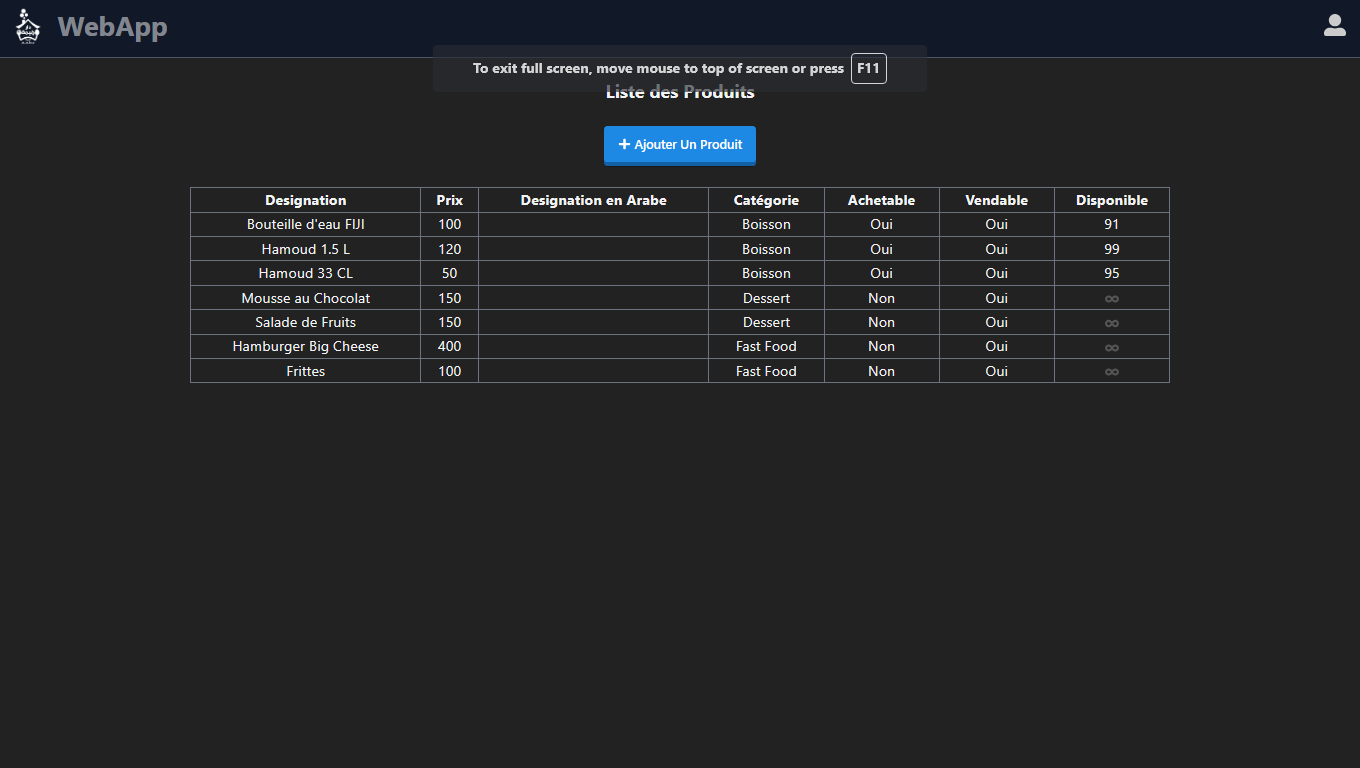 WebApp
To exit full screen, move mouse to top of screen or press F11
Liste des Produits
+ Ajouter Un Produit
Designation Prix Designation en Arabe Catégorie Achetable Vendable Disponible
Bouteille d'eau FIJI 100 Boisson Oui Oui 91
Hamoud 1.5 L 120 Boisson Oui Oui 99
Hamoud 33 CL 50 Boisson Oui Oui 95
Mousse au Chocolat 150 Dessert Non Oui ∞
Salade de Fruits 150 Dessert Non Oui ∞
Hamburger Big Cheese 400 Fast Food Non Oui ∞
Frittes 100 Fast Food Non Oui ∞